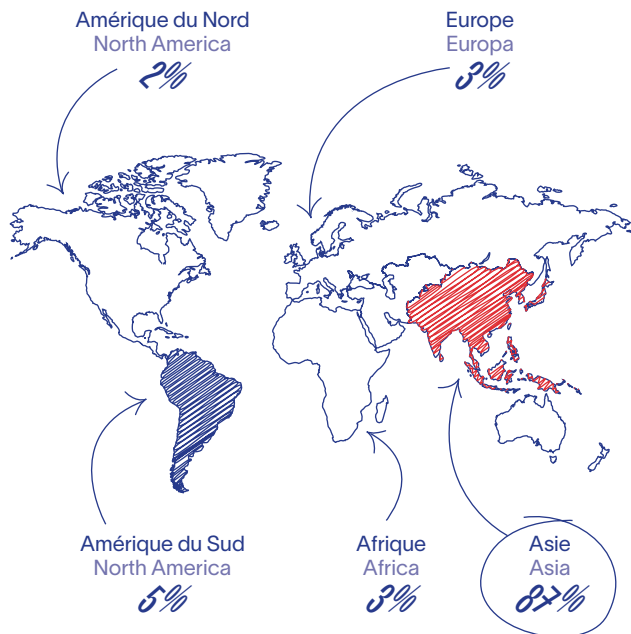 Amérique du Nord
North America
2%
Europe
Europa
3%
Amérique du Sud
North America
5%
Afrique
Africa
3%
Asie
Asia
87%